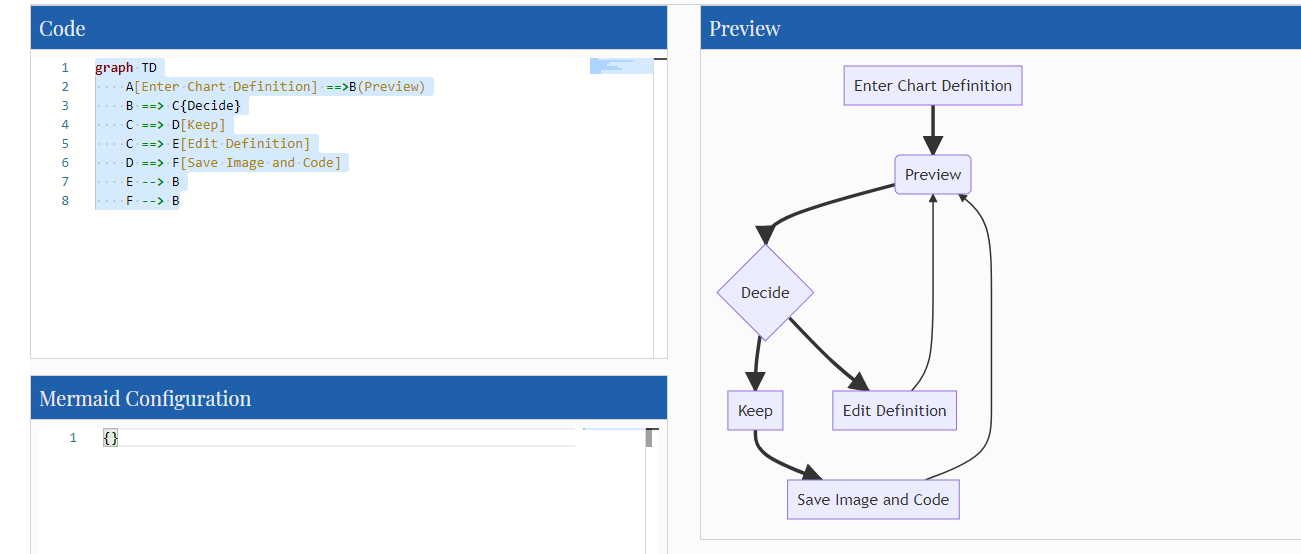 Code
1 graph TD
2     A[Enter Chart Definition] ==>B(Preview)
3     B ==> C{Decide}
4     C ==> D[Keep]
5     C ==> E[Edit Definition]
6     D ==> F[Save Image and Code]
7     E --> B
8     F --> B
Mermaid Configuration
1 {}
Preview
Enter Chart Definition
Preview
Decide
Keep
Edit Definition
Save Image and Code